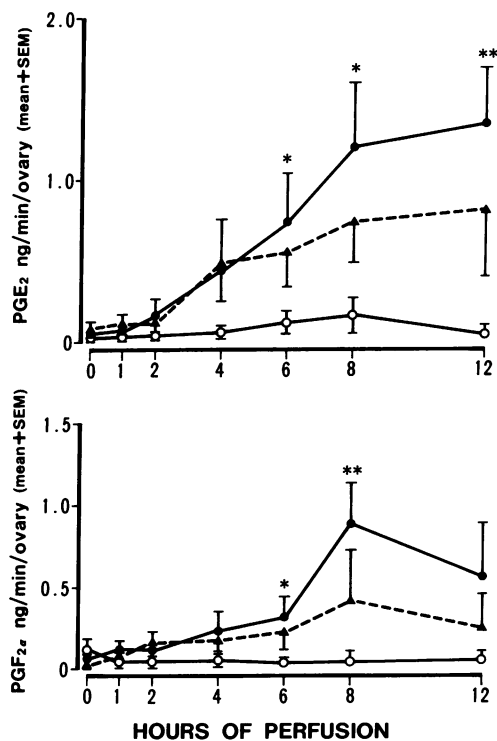 2.0
**
*
*
1.0
0
PGE2 ng/min/ovary (mean+SEM)
0 1 2 4 6 8 12
1.5
**
1.0
*
0.5
0
PGF2α ng/min/ovary (mean+SEM)
0 1 2 4 6 8 12
HOURS OF PERFUSION